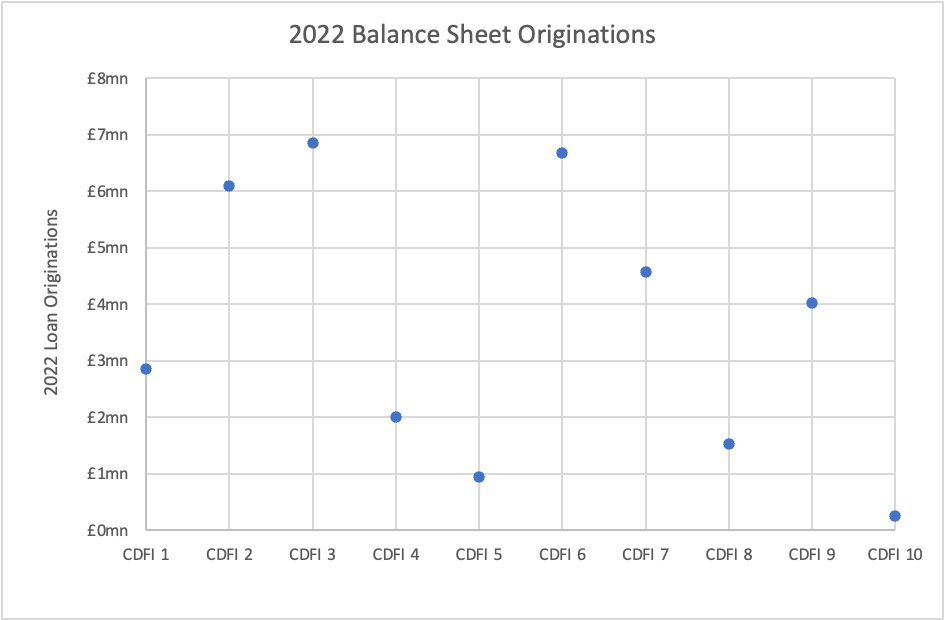 2022 Balance Sheet Originations
£8mn
£7mn
£6mn
£5mn
£4mn
£3mn
£2mn
£1mn
£0mn
2022 Loan Originations
CDFI 1 CDFI 2 CDFI 3 CDFI 4 CDFI 5 CDFI 6 CDFI 7 CDFI 8 CDFI 9 CDFI 10